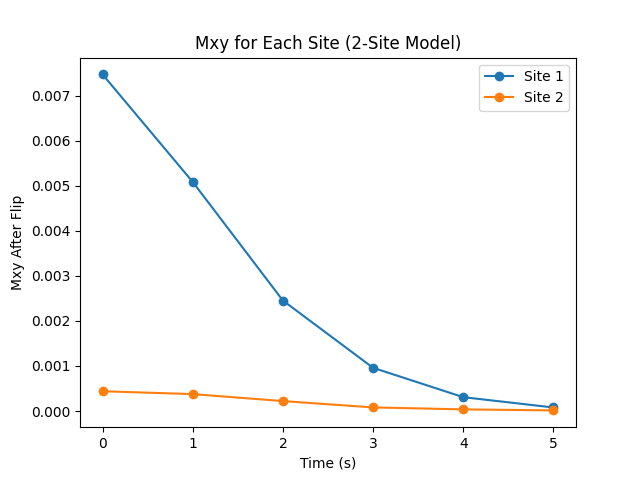 Mxy for Each Site (2-Site Model)
Site 1
Site 2
Mxy After Flip
0.007
0.006
0.005
0.004
0.003
0.002
0.001
0.000
0 1 2 3 4 5
Time (s)